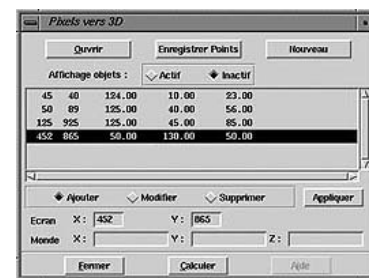 Pixels vers 3D
Ouvrir Enregistrer Points Nouveau
Affichage objets : Actif Inactif
45 40 124.00 10.00 23.00
50 89 125.00 40.00 56.00
125 925 125.00 45.00 85.00
452 865 50.00 130.00 50.00
Ajouter Modifier Supprimer Appliquer
Ecran X: 452 Y: 865
Monde X: Y: Z:
Fermer Calculer Aide